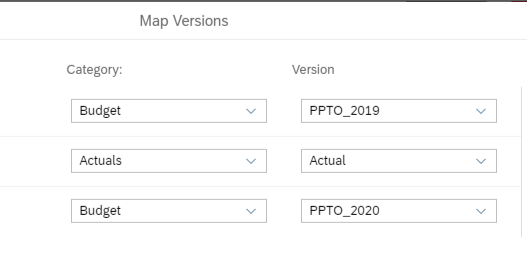 Map Versions
Category: Version
Budget PPTO_2019
Actuals Actual
Budget PPTO_2020